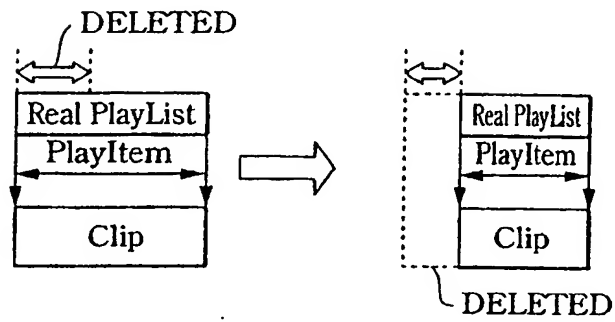 DELETED
Real PlayList
PlayItem
Clip
Real PlayList
PlayItem
Clip
DELETED